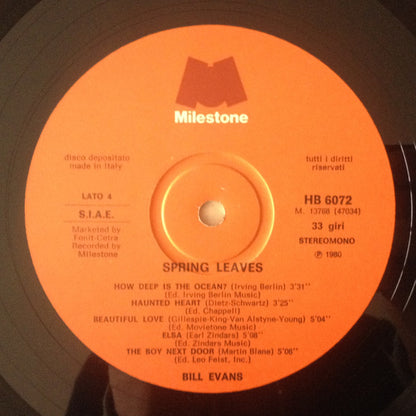 Milestone
disco depositato
made in Italy
tutti i diritti
riservati
LATO 4
S.I.A.E.
Marketed by
Fonit-Cetra
Recorded by
Milestone
HB 6072
M. 13768 (47034)
33 giri
STEREOMONO
℗ 1980
SPRING LEAVES
HOW DEEP IS THE OCEAN? (Irving Berlin) 3'31''
(Ed. Irving Berlin Music)
HAUNTED HEART (Dietz-Schwartz) 3'25''
(Ed. Chappell)
BEAUTIFUL LOVE (Gillespie-King-Van Alstyne-Young) 5'04''
(Ed. Movietone Music)
ELSA (Earl Zindars) 5'08''
(Ed. Zindars Music)
THE BOY NEXT DOOR (Martin Blane) 5'06''
(Ed. Leo Feist, Inc.)
BILL EVANS